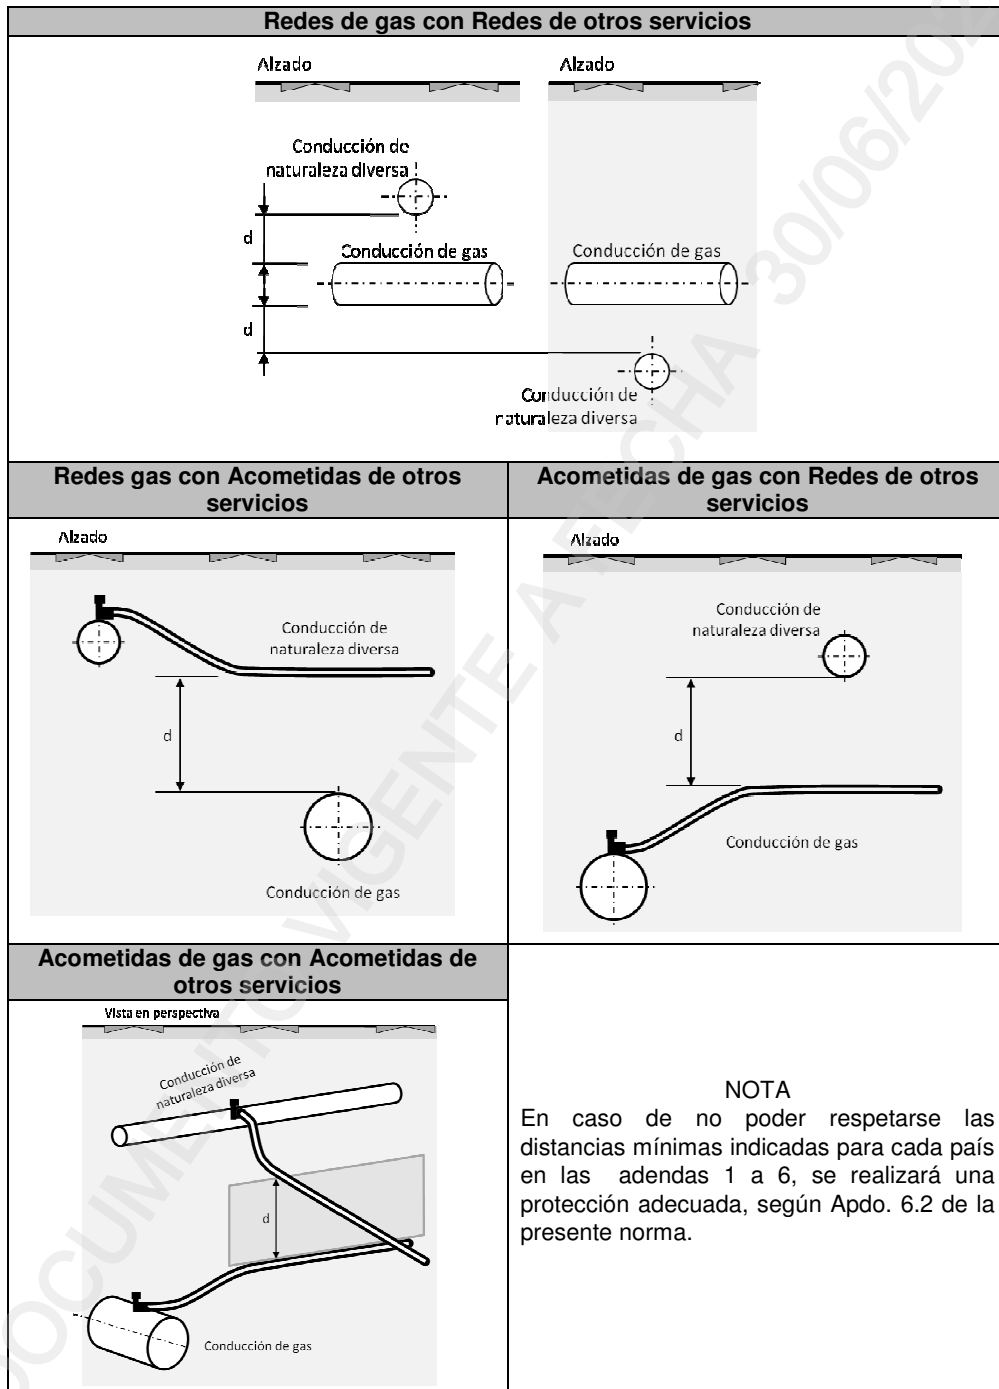 Redes de gas con Redes de otros servicios
Alzado
Alzado
Conducción de
naturaleza diversa
d
Conducción de gas
Conducción de gas
d
Conducción de
naturaleza diversa
Redes gas con Acometidas de otros
servicios
Acometidas de gas con Redes de otros
servicios
Alzado
Conducción de
naturaleza diversa
d
Conducción de gas
Alzado
Conducción de
naturaleza diversa
d
Conducción de gas
Acometidas de gas con Acometidas de
otros servicios
Vista en perspectiva
Conducción de
naturaleza diversa
d
Conducción de gas
NOTA
En caso de no poder respetarse las
distancias mínimas indicadas para cada país
en las adendas 1 a 6, se realizará una
protección adecuada, según Apdo. 6.2 de la
presente norma.
DOCUMENTO VIGENTE A FECHA 30/06/202